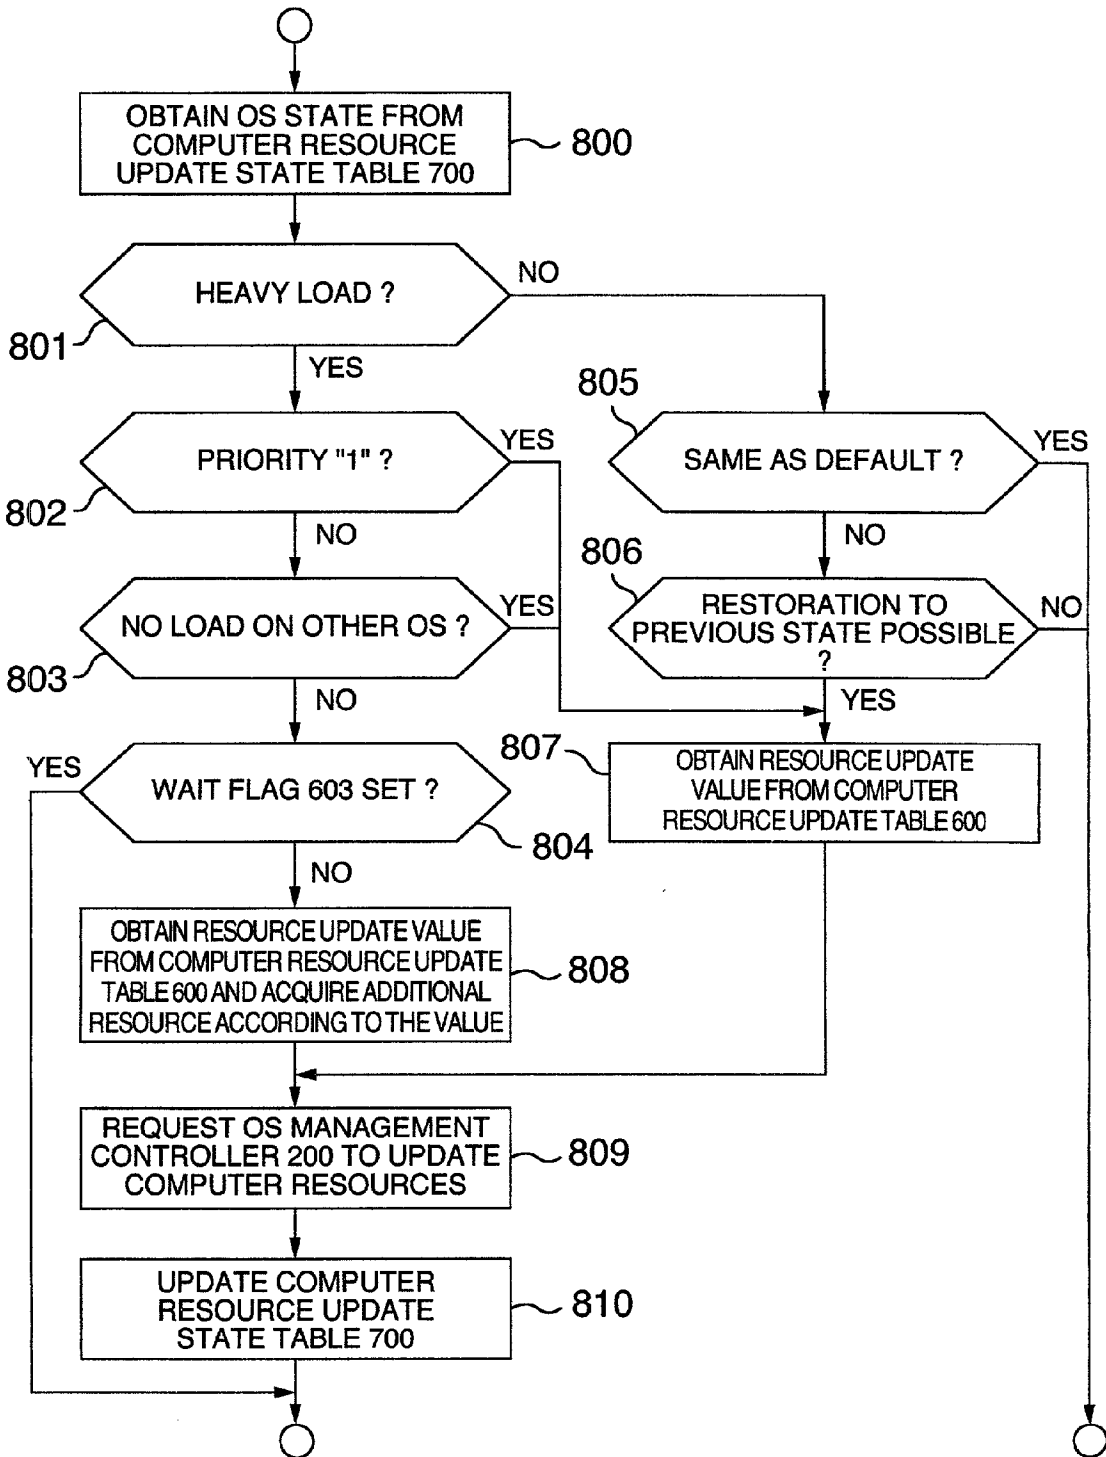 OBTAIN OS STATE FROM
COMPUTER RESOURCE
UPDATE STATE TABLE 700
800
HEAVY LOAD ?
NO
801
YES
805
PRIORITY "1" ?
YES
SAME AS DEFAULT ?
YES
802
NO
NO
806
NO LOAD ON OTHER OS ?
YES
RESTORATION TO
PREVIOUS STATE POSSIBLE
?
NO
803
NO
YES
807
YES
WAIT FLAG 603 SET ?
OBTAIN RESOURCE UPDATE
VALUE FROM COMPUTER
RESOURCE UPDATE TABLE 600
804
NO
OBTAIN RESOURCE UPDATE VALUE
FROM COMPUTER RESOURCE UPDATE
TABLE 600 AND ACQUIRE ADDITIONAL
RESOURCE ACCORDING TO THE VALUE
808
REQUEST OS MANAGEMENT
CONTROLLER 200 TO UPDATE
COMPUTER RESOURCES
809
UPDATE COMPUTER
RESOURCE UPDATE
STATE TABLE 700
810